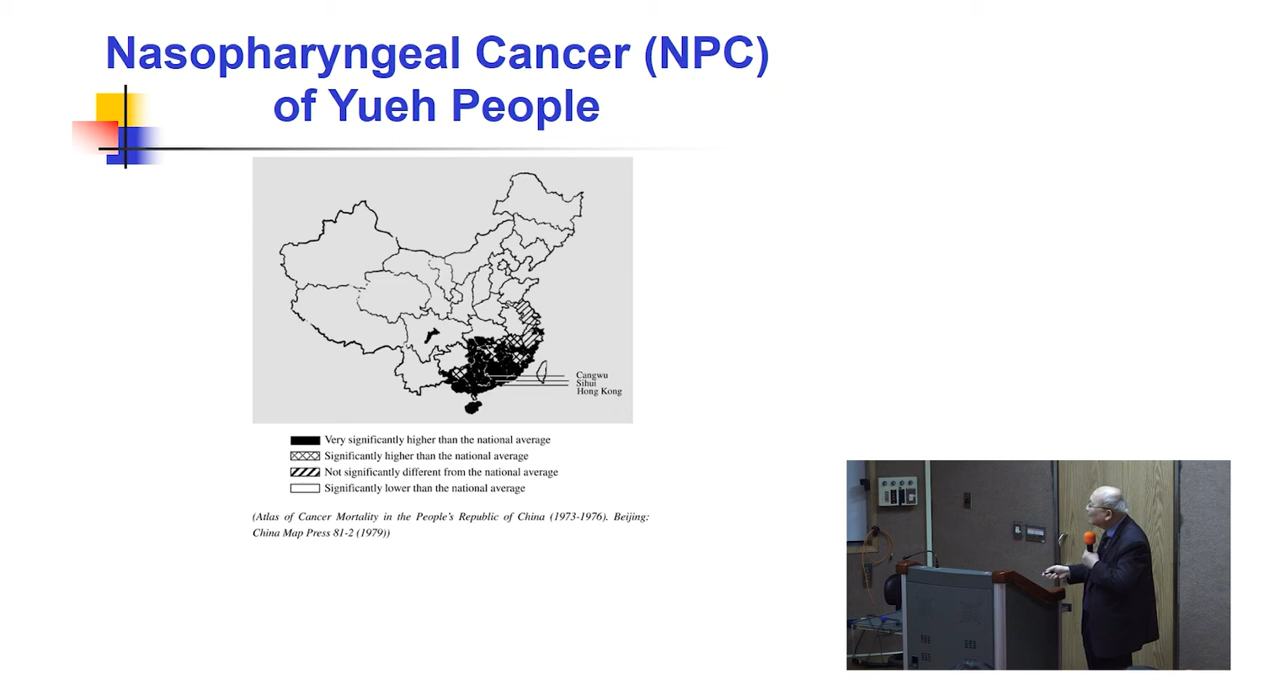 Nasopharyngeal Cancer (NPC)
of Yueh People
Cangwu
Sihui
Hong Kong
Very significantly higher than the national average
Significantly higher than the national average
Not significantly different from the national average
Significantly lower than the national average
(Atlas of Cancer Mortality in the People's Republic of China (1973-1976). Beijing:
China Map Press 81-2 (1979))